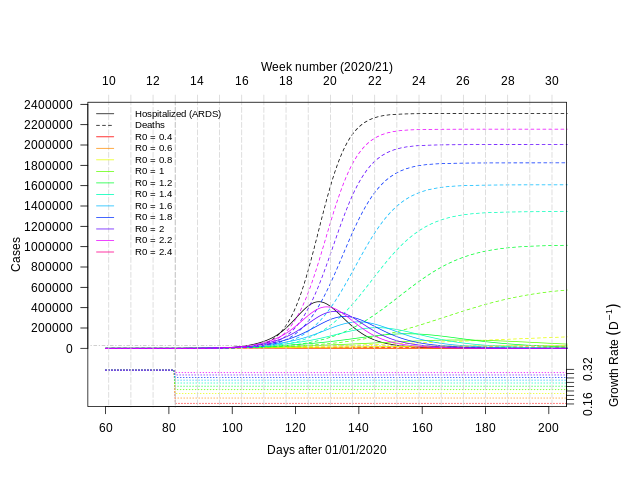 Week number (2020/21)
10 12 14 16 18 20 22 24 26 28 30
2400000
2200000
2000000
1800000
1600000
1400000
1200000
1000000
800000
600000
400000
200000
0
Cases
Hospitalized (ARDS)
Deaths
R0 = 0.4
R0 = 0.6
R0 = 0.8
R0 = 1
R0 = 1.2
R0 = 1.4
R0 = 1.6
R0 = 1.8
R0 = 2
R0 = 2.2
R0 = 2.4
0.32
0.16
Growth Rate (D⁻¹)
60 80 100 120 140 160 180 200
Days after 01/01/2020